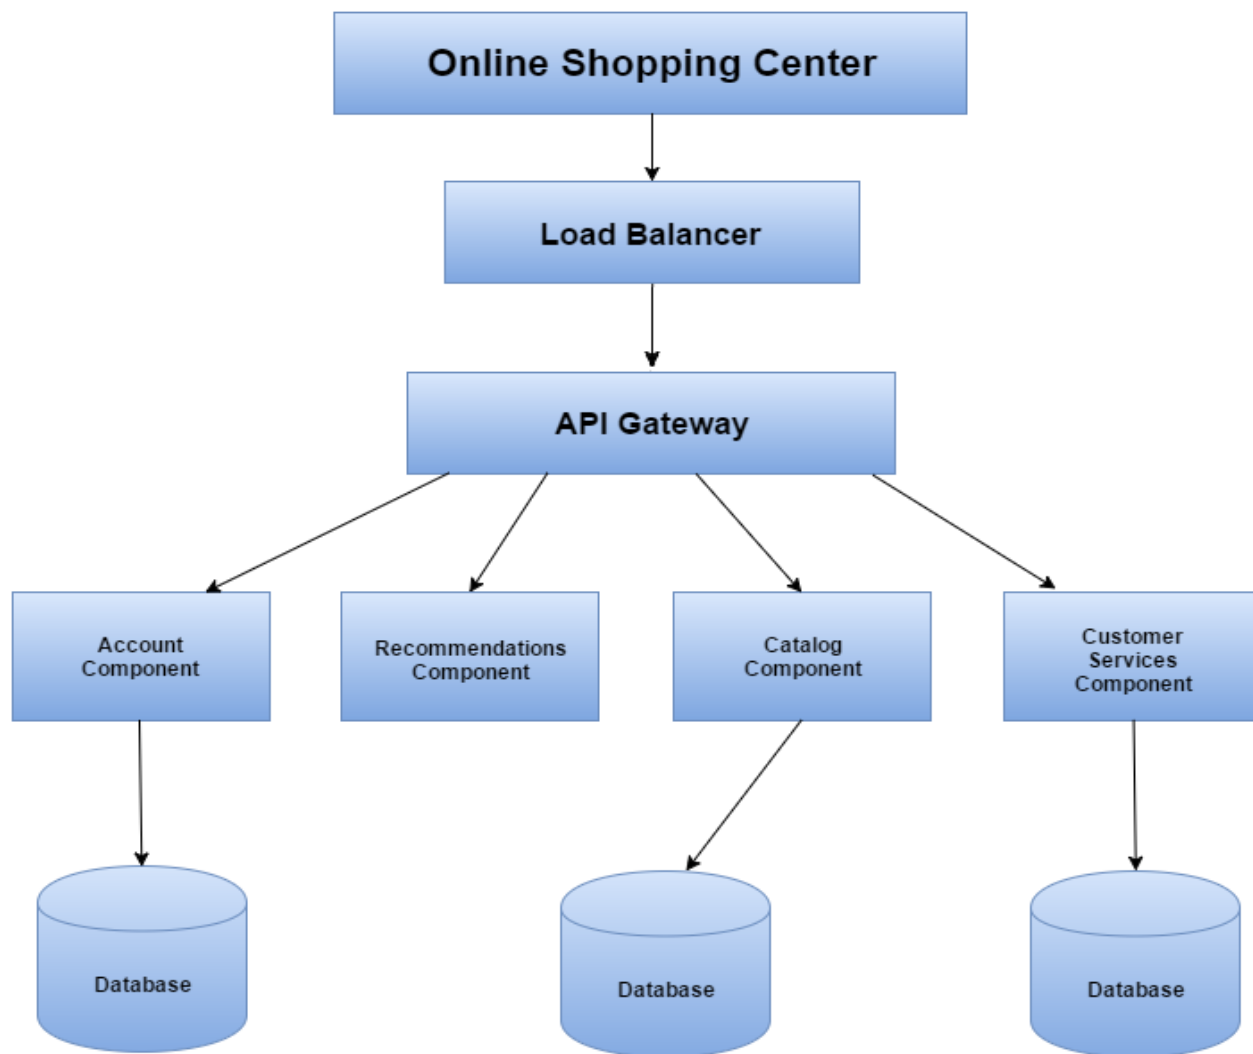 Online Shopping Center
Load Balancer
API Gateway
Account
Component
Recommendations
Component
Catalog
Component
Customer
Services
Component
Database
Database
Database